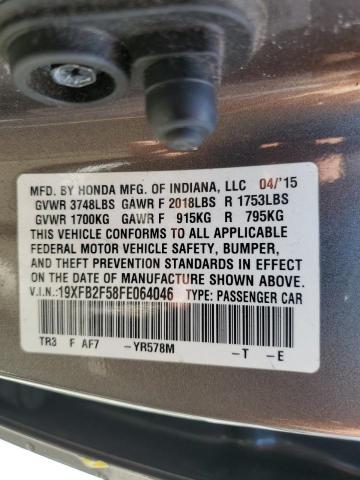 MFD. BY HONDA MFG. OF INDIANA, LLC 04/'15
GVWR 3748LBS GAWR F 2018LBS R 1753LBS
GVWR 1700KG GAWR F 915KG R 795KG
THIS VEHICLE CONFORMS TO ALL APPLICABLE
FEDERAL MOTOR VEHICLE SAFETY, BUMPER,
AND THEFT PREVENTION STANDARDS IN EFFECT
ON THE DATE OF MANUFACTURE SHOWN ABOVE.
V.I.N.:19XFB2F58FE064046 TYPE: PASSENGER CAR
TR3 F AF7 -YR578M -T -E